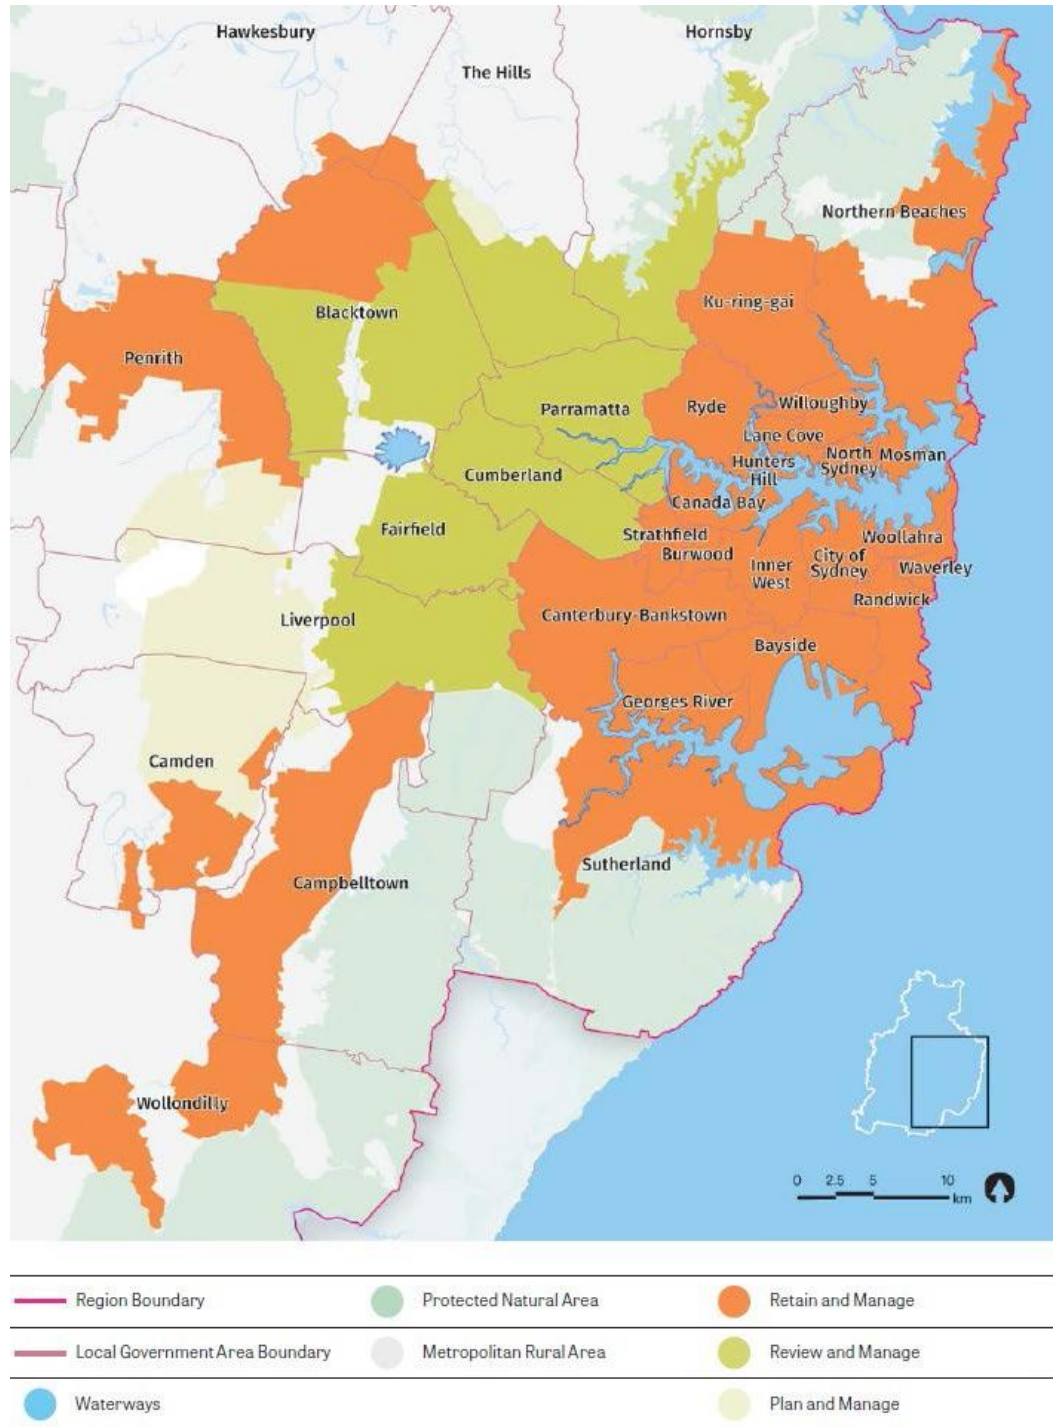 Hawkesbury
Hornsby
The Hills
Northern Beaches
Ku-ring-gai
Blacktown
Penrith
Willoughby
Parramatta
Ryde
Lane Cove
North
Sydney
Mosman
Hunters
Hill
Cumberland
Canada Bay
Fairfield
Strathfield
Burwood
Woollahra
City of
Sydney
Inner
West
Waverley
Randwick
Liverpool
Canterbury-Bankstown
Bayside
Georges River
Camden
Sutherland
Campbelltown
Wollondilly
0 2.5 5 10
km
Region Boundary
Protected Natural Area
Retain and Manage
Local Government Area Boundary
Metropolitan Rural Area
Review and Manage
Waterways
Plan and Manage